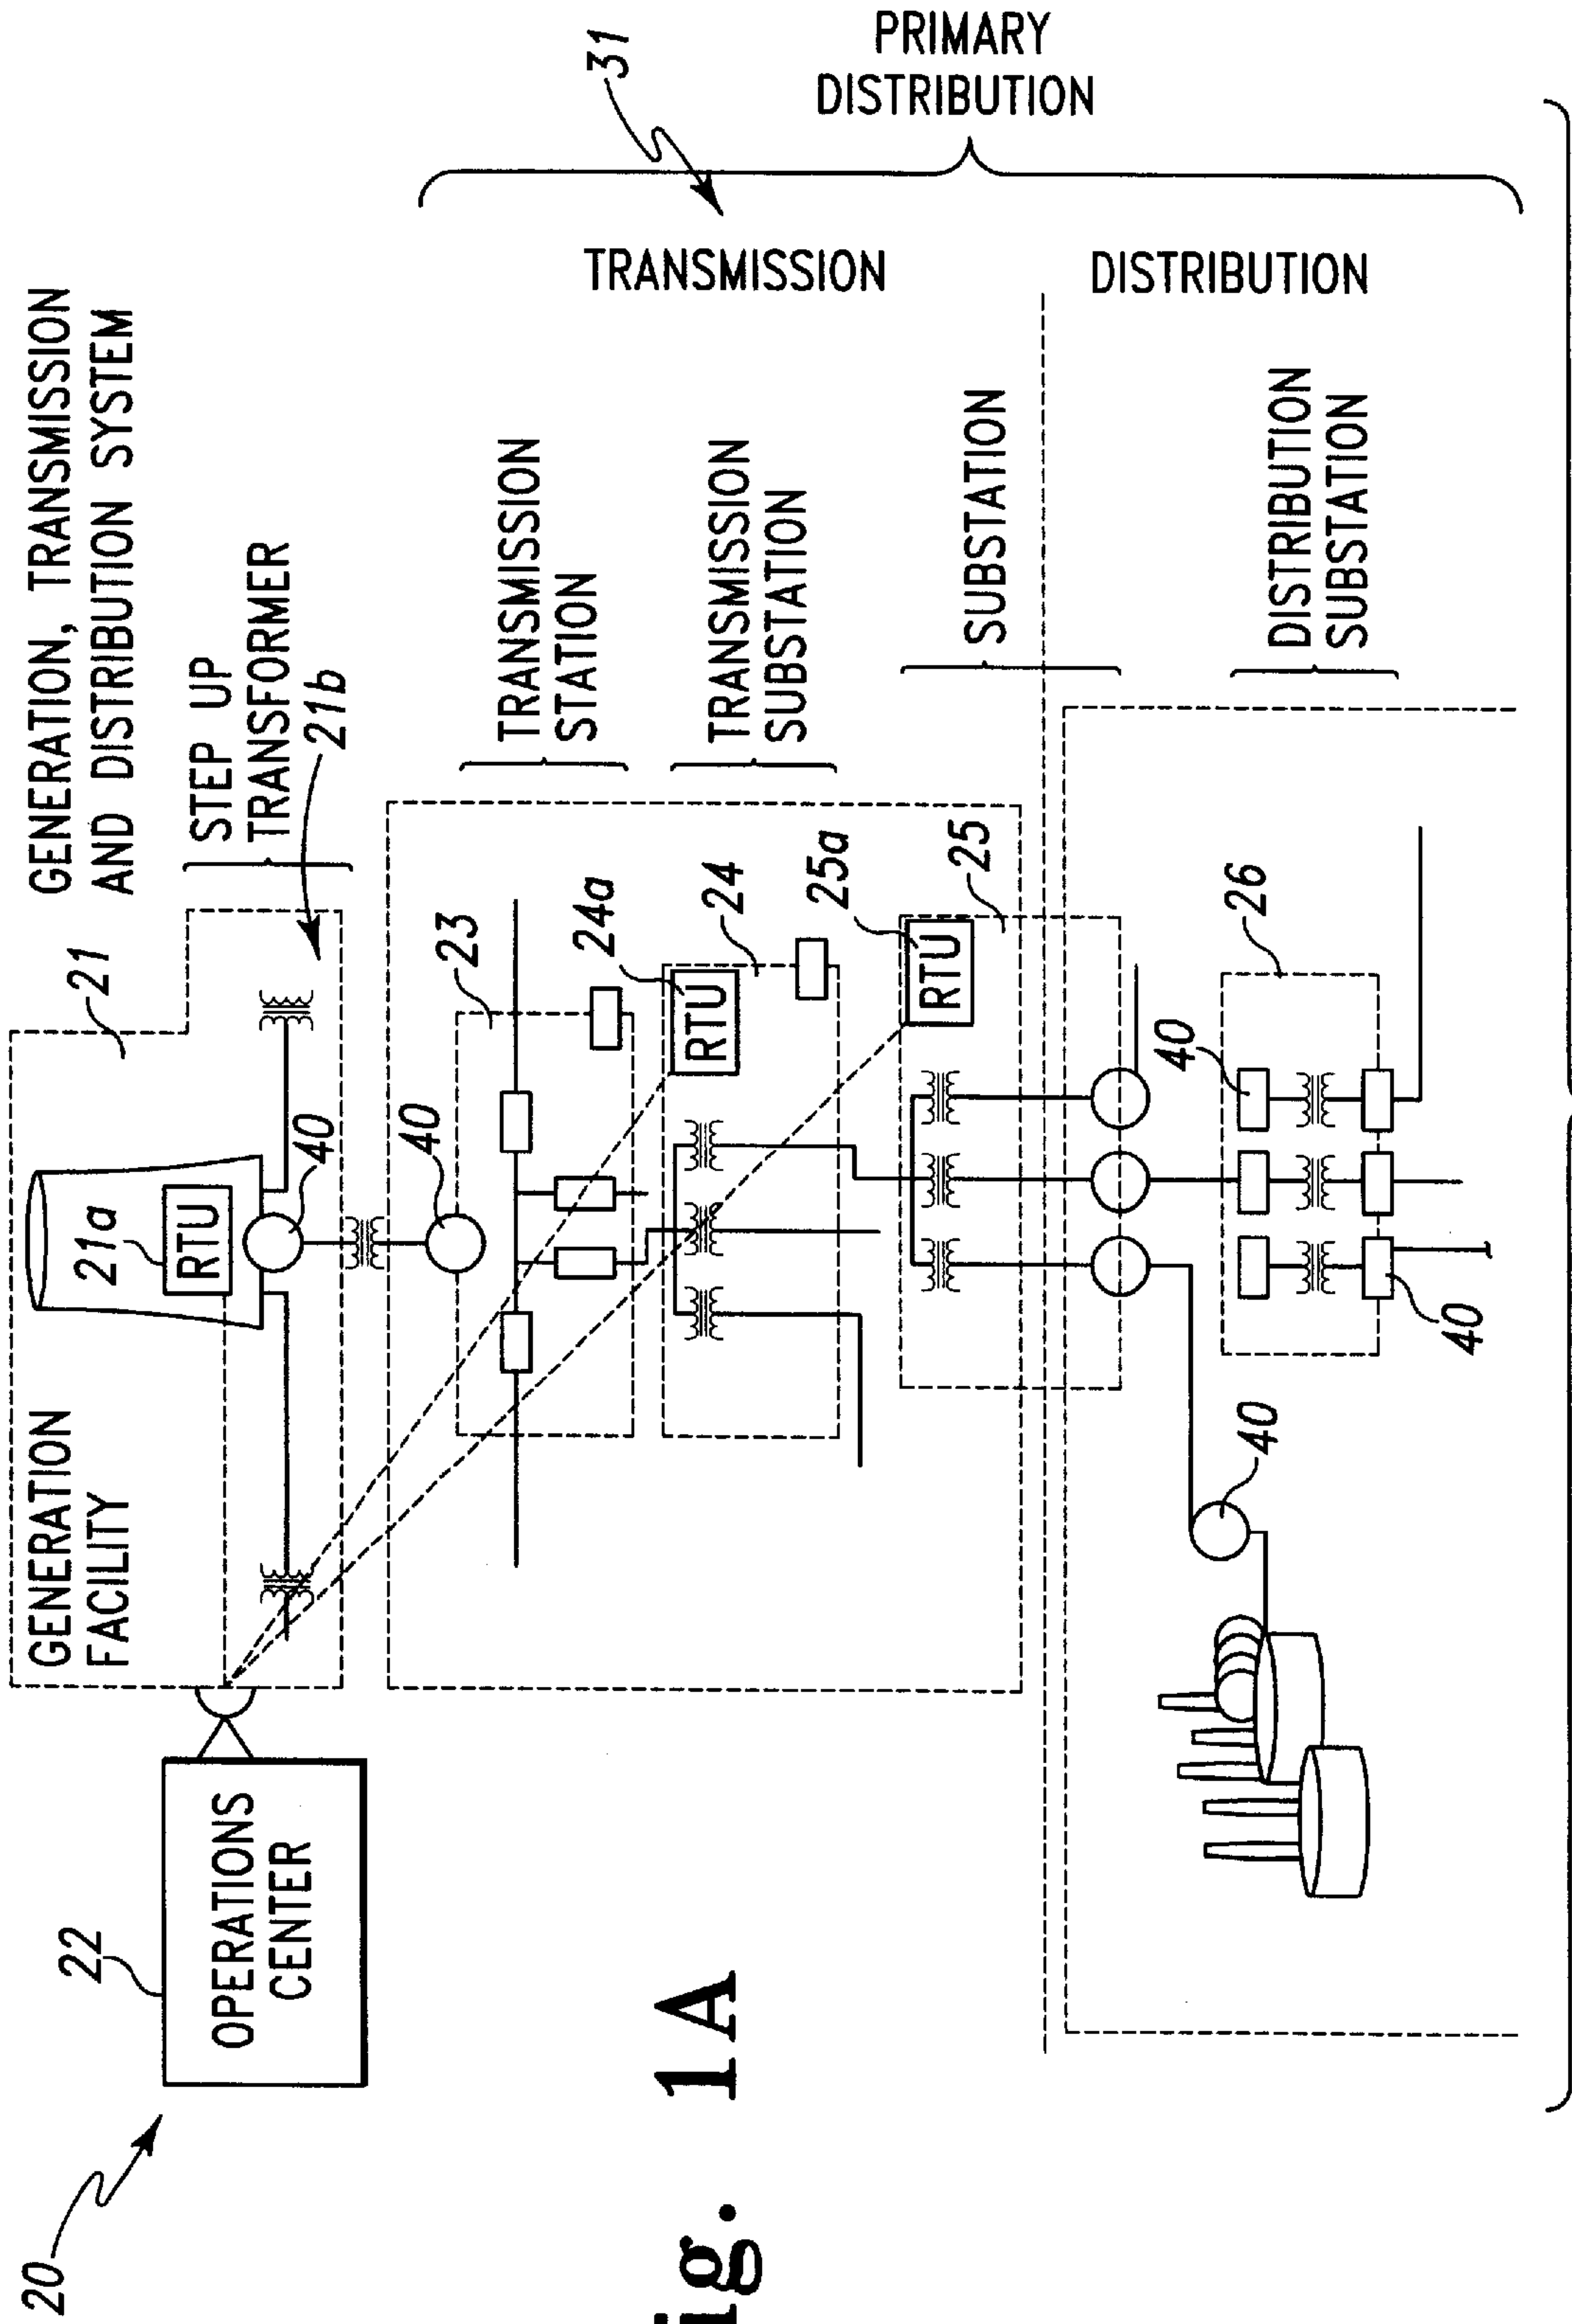 20
22
OPERATIONS
CENTER
GENERATION, TRANSMISSION
AND DISTRIBUTION SYSTEM
GENERATION
FACILITY
21
21a
RTU
40
STEP UP
TRANSFORMER
21b
40
23
TRANSMISSION
STATION
24a
RTU
24
TRANSMISSION
SUBSTATION
25a
RTU
25
SUBSTATION
TRANSMISSION
31
PRIMARY
DISTRIBUTION
DISTRIBUTION
40
26
40
40
DISTRIBUTION
SUBSTATION
ig. 1A